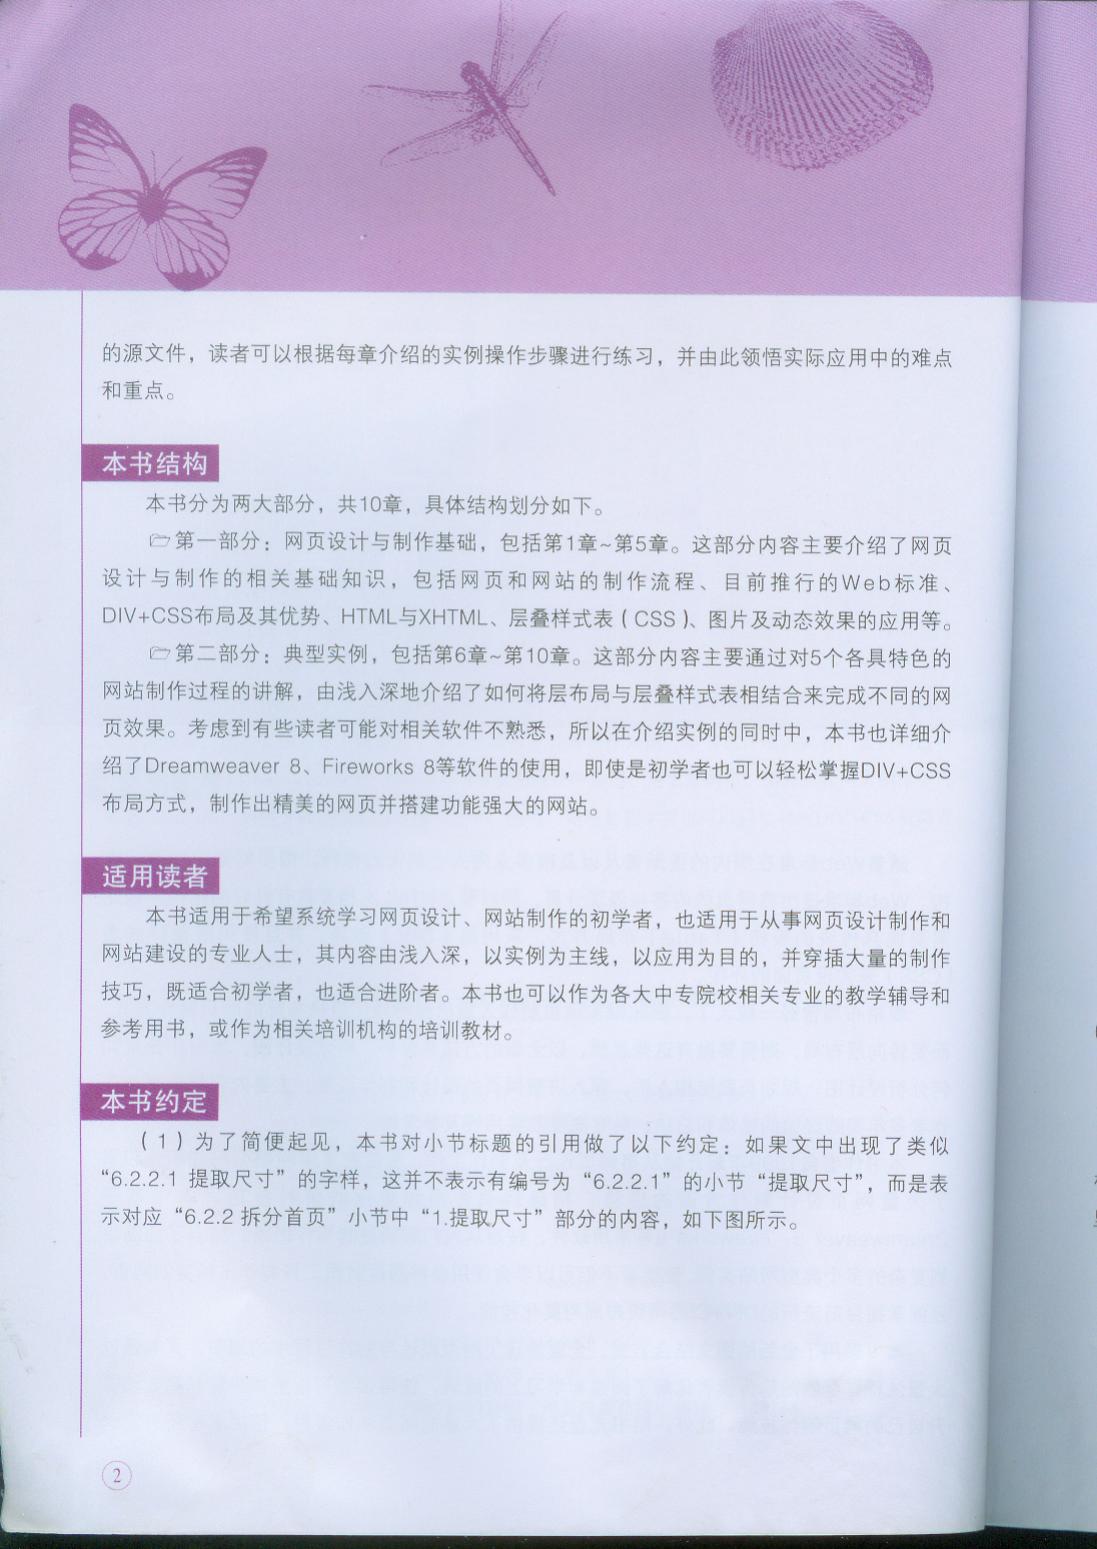 的源文件，读者可以根据每章介绍的实例操作步骤进行练习，并由此领悟实际应用中的难点
和重点。
本书结构
本书分为两大部分，共10章，具体结构划分如下。
第一部分：网页设计与制作基础，包括第1章~第5章。这部分内容主要介绍了网页
设计与制作的相关基础知识，包括网页和网站的制作流程、目前推行的Web标准、
DIV+CSS布局及其优势、HTML与XHTML、层叠样式表（CSS）、图片及动态效果的应用等。
第二部分：典型实例，包括第6章~第10章。这部分内容主要通过对5个各具特色的
网站制作过程的讲解，由浅入深地介绍了如何将层布局与层叠样式表相结合来完成不同的网
页效果。考虑到有些读者可能对相关软件不熟悉，所以在介绍实例的同时中，本书也详细介
绍了Dreamweaver 8、Fireworks 8等软件的使用，即使是初学者也可以轻松掌握DIV+CSS
布局方式，制作出精美的网页并搭建功能强大的网站。
适用读者
本书适用于希望系统学习网页设计、网站制作的初学者，也适用于从事网页设计制作和
网站建设的专业人士，其内容由浅入深，以实例为主线，以应用为目的，并穿插大量的制作
技巧，既适合初学者，也适合进阶者。本书也可以作为各大中专院校相关专业的教学辅导和
参考用书，或作为相关培训机构的培训教材。
本书约定
（1）为了简便起见，本书对小节标题的引用做了以下约定：如果文中出现了类似
“6.2.2.1 提取尺寸”的字样，这并不表示有编号为“6.2.2.1”的小节“提取尺寸”，而是表
示对应“6.2.2 拆分首页”小节中“1.提取尺寸”部分的内容，如下图所示。
2